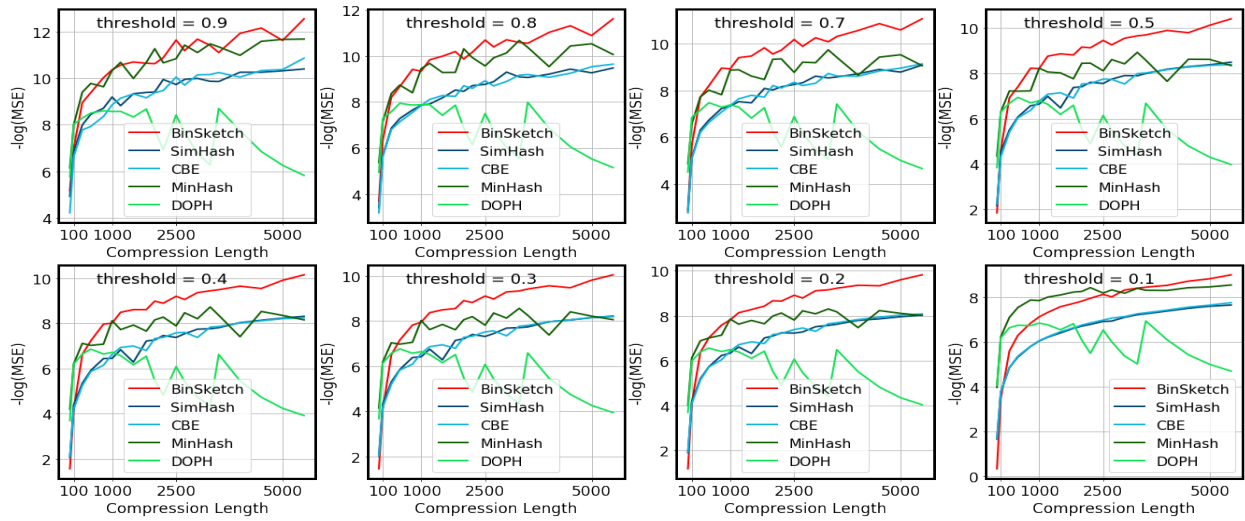 threshold = 0.9
-log(MSE)
12
10
8
6
4
BinSketch
SimHash
CBE
MinHash
DOPH
100 1000 2500 5000
Compression Length
threshold = 0.8
-log(MSE)
12
10
8
6
4
BinSketch
SimHash
CBE
MinHash
DOPH
100 1000 2500 5000
Compression Length
threshold = 0.7
-log(MSE)
10
8
6
4
BinSketch
SimHash
CBE
MinHash
DOPH
100 1000 2500 5000
Compression Length
threshold = 0.5
-log(MSE)
10
8
6
4
2
BinSketch
SimHash
CBE
MinHash
DOPH
100 1000 2500 5000
Compression Length
threshold = 0.4
-log(MSE)
10
8
6
4
2
BinSketch
SimHash
CBE
MinHash
DOPH
100 1000 2500 5000
Compression Length
threshold = 0.3
-log(MSE)
10
8
6
4
2
BinSketch
SimHash
CBE
MinHash
DOPH
100 1000 2500 5000
Compression Length
threshold = 0.2
-log(MSE)
10
8
6
4
2
BinSketch
SimHash
CBE
MinHash
DOPH
100 1000 2500 5000
Compression Length
threshold = 0.1
-log(MSE)
8
6
4
2
0
BinSketch
SimHash
CBE
MinHash
DOPH
100 1000 2500 5000
Compression Length